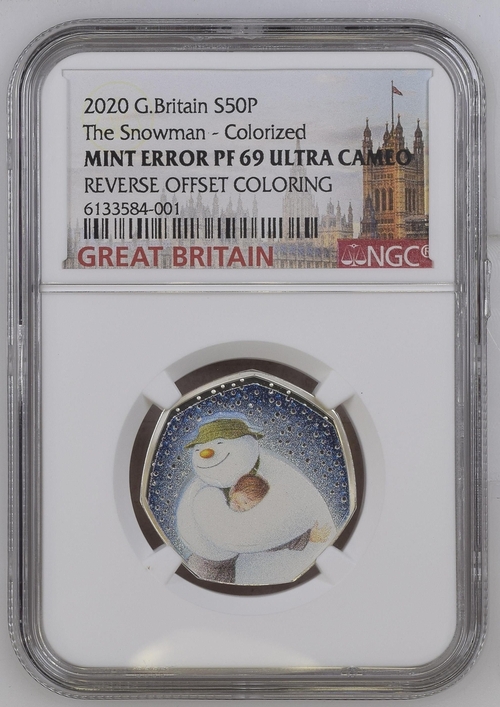 2020 G.Britain S50P
The Snowman - Colorized
MINT ERROR PF 69 ULTRA CAMEO
REVERSE OFFSET COLORING
6133584-001
GREAT BRITAIN
NGC®